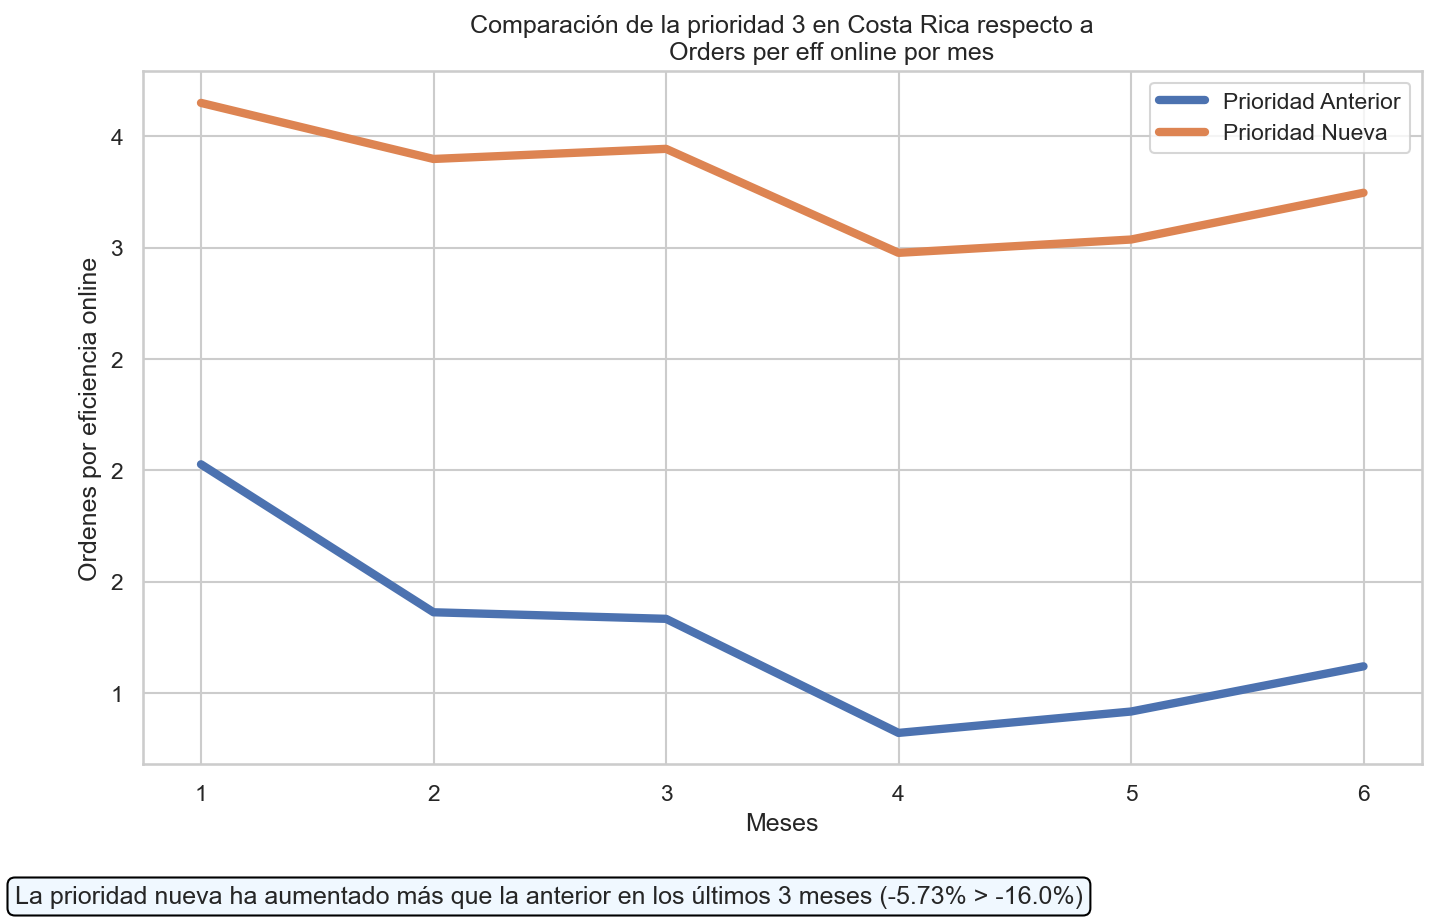 Comparación de la prioridad 3 en Costa Rica respecto a
Orders per eff online por mes
Prioridad Anterior
Prioridad Nueva
Ordenes por eficiencia online
4
3
2
2
2
1
1
2
3
4
5
6
Meses
La prioridad nueva ha aumentado más que la anterior en los últimos 3 meses (-5.73% > -16.0%)